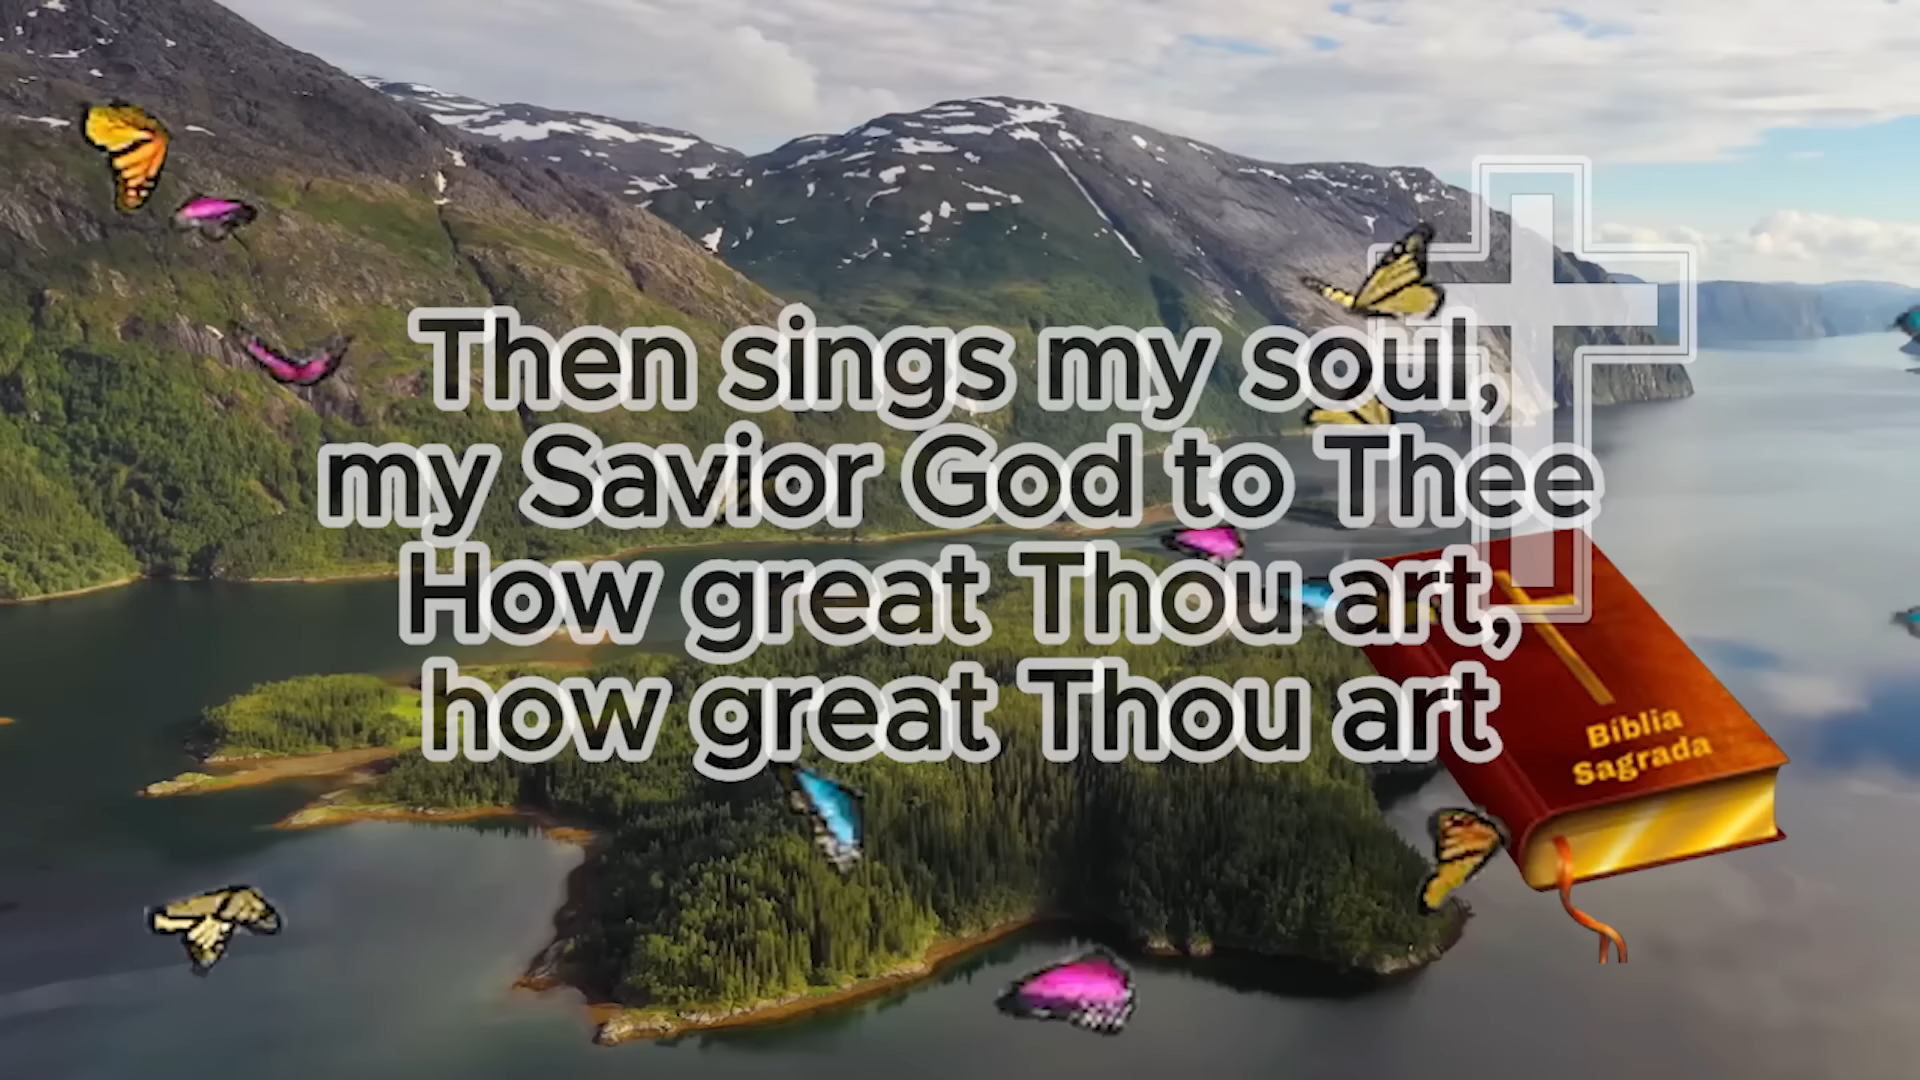 Then sings my soul,
my Savior God to Thee
How great Thou art,
how great Thou art
Bíblia
Sagrada